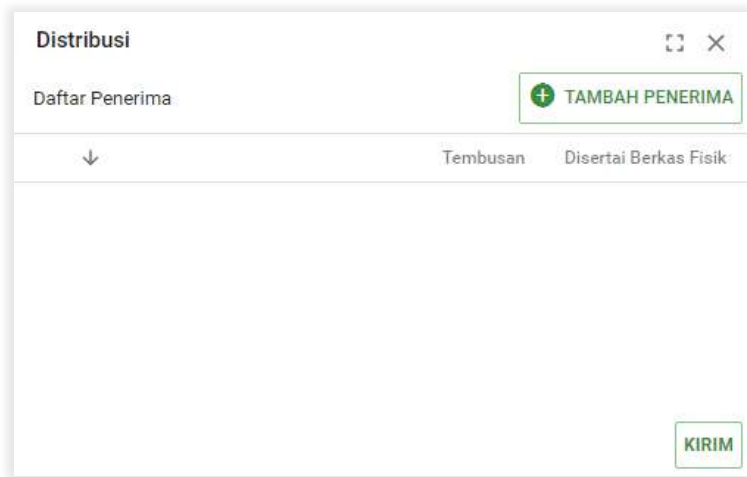 Distribusi
Daftar Penerima
TAMBAH PENERIMA
Tembusan Disertai Berkas Fisik
KIRIM